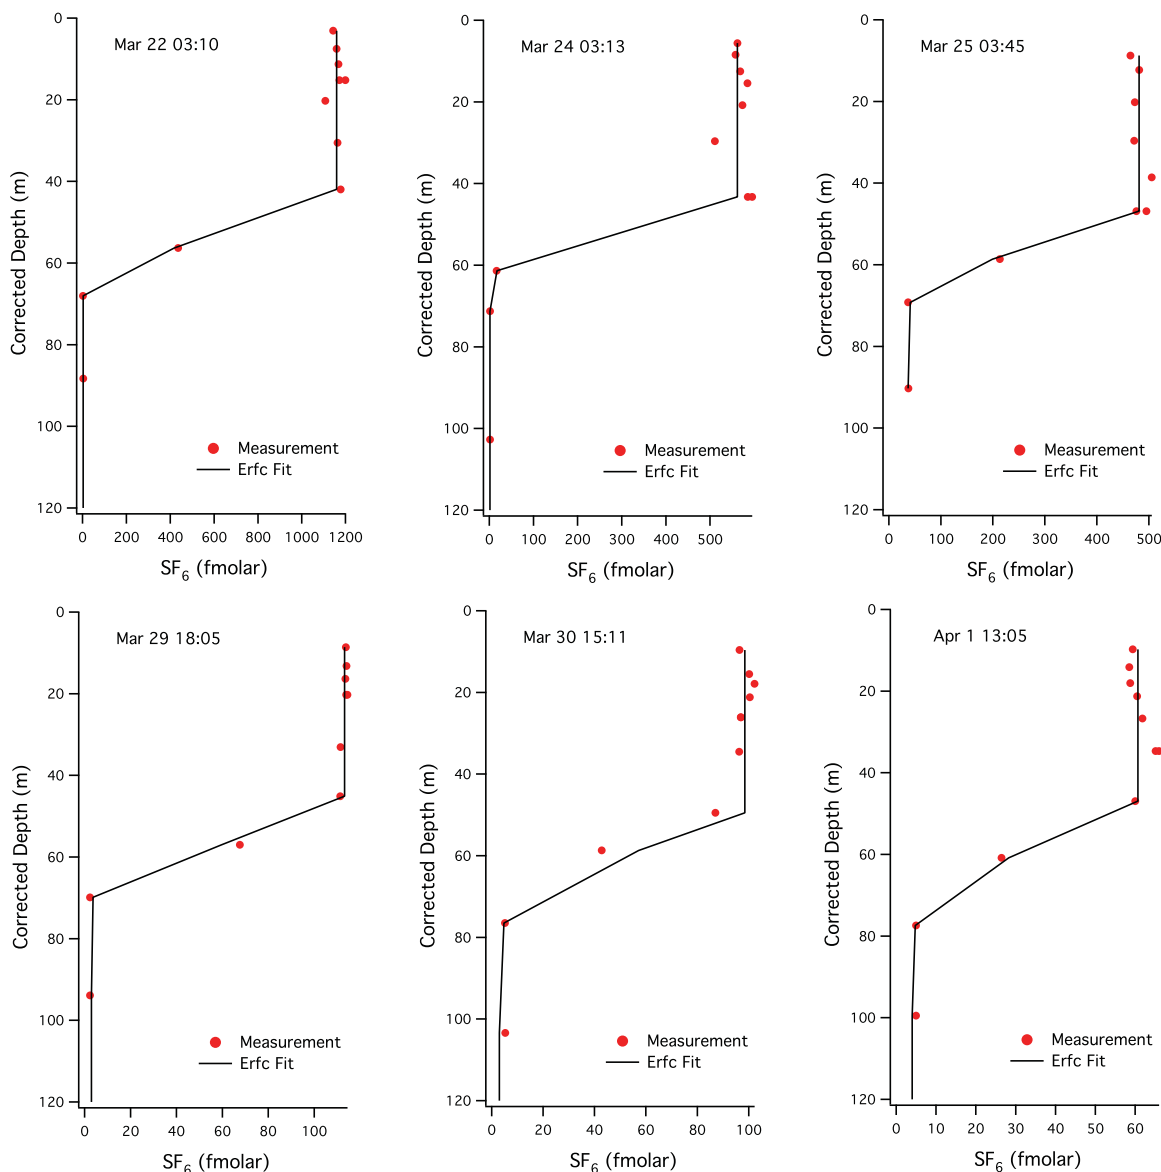 Mar 22 03:10
Corrected Depth (m)
0
20
40
60
80
100
120
Measurement
Erfc Fit
0 200 400 600 800 1000 1200
SF6 (fmolar)
Mar 24 03:13
Corrected Depth (m)
0
20
40
60
80
100
120
Measurement
Erfc Fit
0 100 200 300 400 500
SF6 (fmolar)
Mar 25 03:45
Corrected Depth (m)
0
20
40
60
80
100
120
Measurement
Erfc Fit
0 100 200 300 400 500
SF6 (fmolar)
Mar 29 18:05
Corrected Depth (m)
0
20
40
60
80
100
120
Measurement
Erfc Fit
0 20 40 60 80 100
SF6 (fmolar)
Mar 30 15:11
Corrected Depth (m)
0
20
40
60
80
100
120
Measurement
Erfc Fit
0 20 40 60 80 100
SF6 (fmolar)
Apr 1 13:05
Corrected Depth (m)
0
20
40
60
80
100
120
Measurement
Erfc Fit
0 10 20 30 40 50 60
SF6 (fmolar)